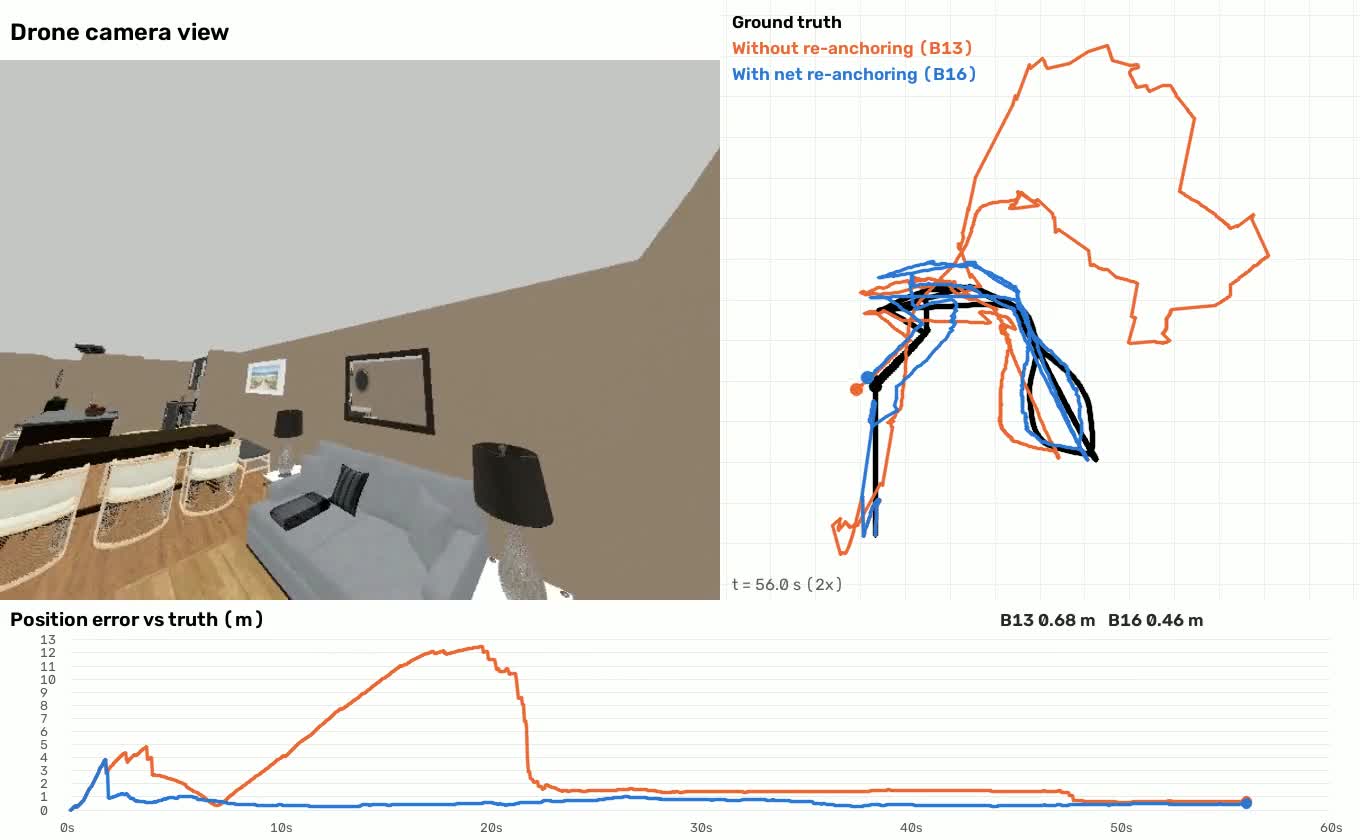 Drone camera view
Ground truth
Without re-anchoring (B13)
With net re-anchoring (B16)
t = 56.0 s (2x)
Position error vs truth (m)
B13 0.68 m B16 0.46 m
13
12
11
10
9
8
7
6
5
4
3
2
1
0
0s 10s 20s 30s 40s 50s 60s